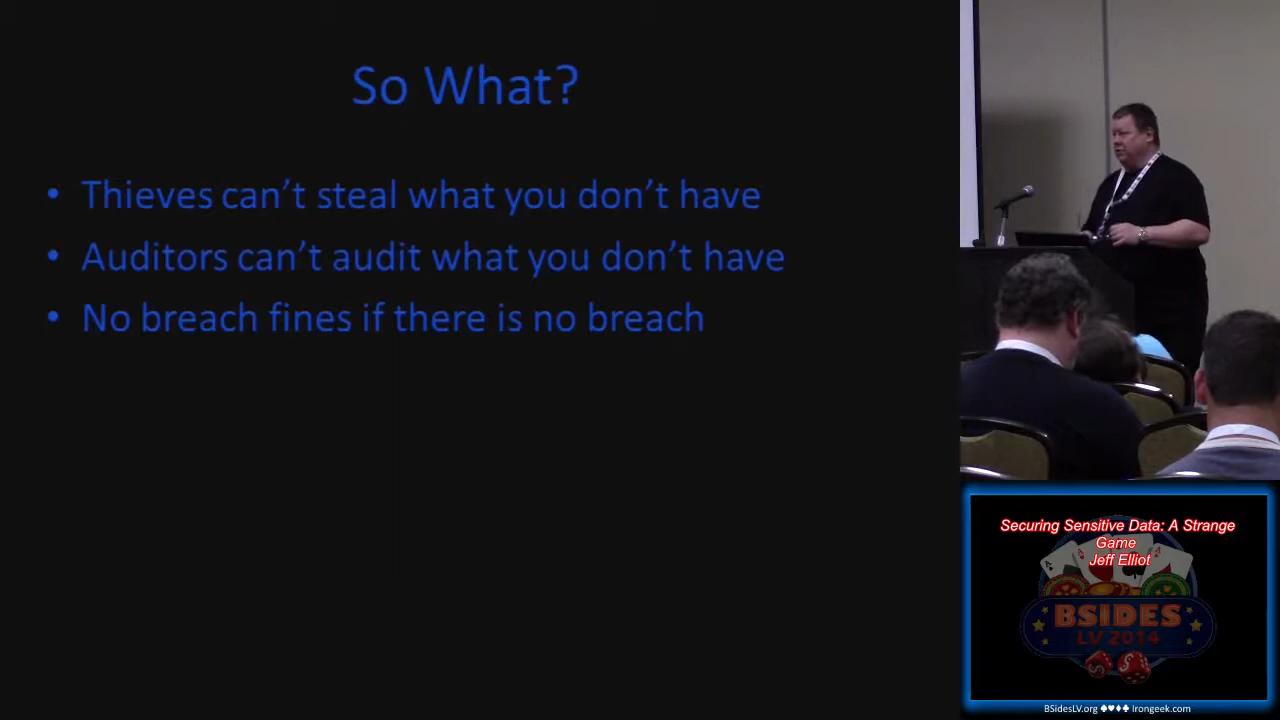 So What?
• Thieves can’t steal what you don’t have
• Auditors can’t audit what you don’t have
• No breach fines if there is no breach
Securing Sensitive Data: A Strange
Game
Jeff Elliot
BSIDES
LV 2014
BSidesLV.org ♠♥♦♣ Irongeek.com